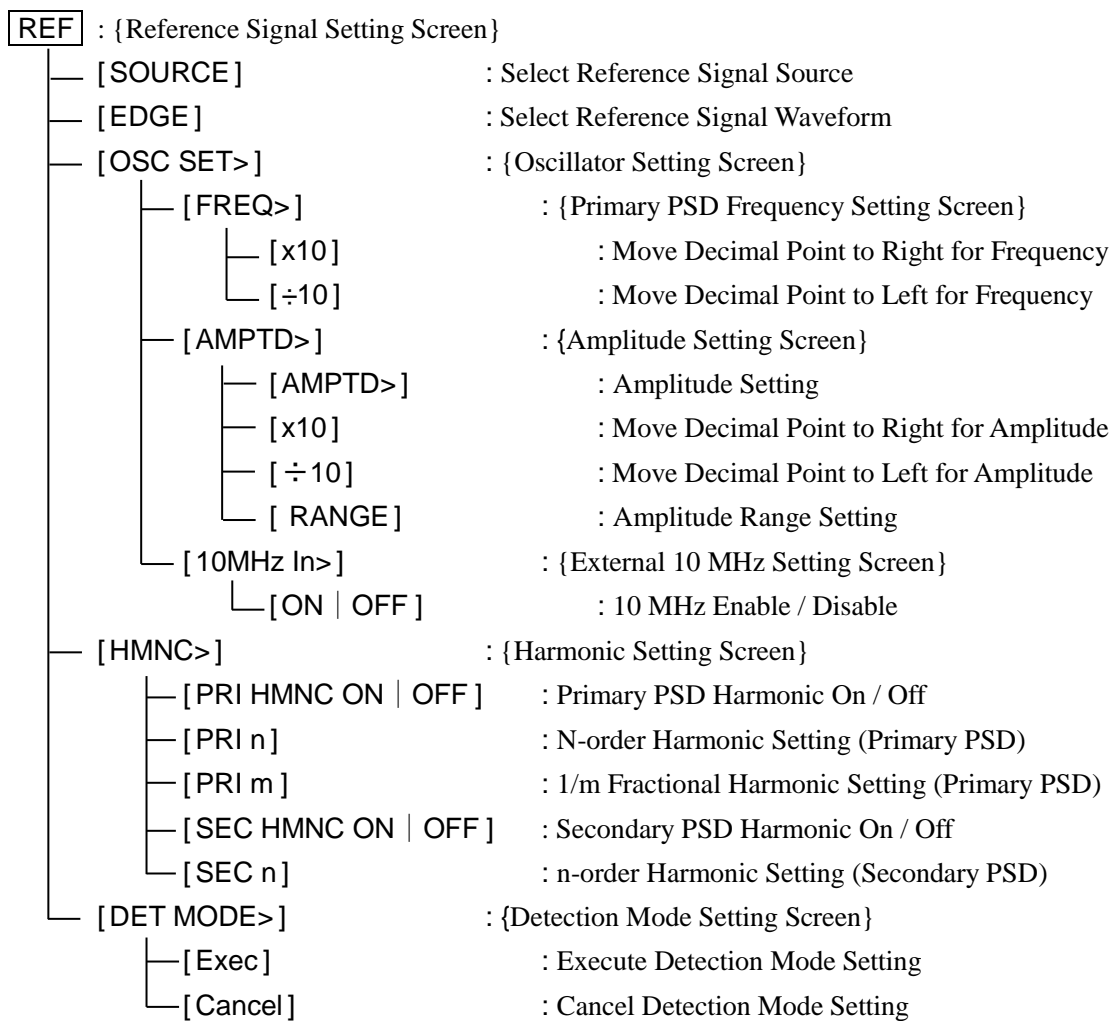 REF : {Reference Signal Setting Screen}
[SOURCE] : Select Reference Signal Source
[EDGE] : Select Reference Signal Waveform
[OSC SET>] : {Oscillator Setting Screen}
[FREQ>] : {Primary PSD Frequency Setting Screen}
[x10] : Move Decimal Point to Right for Frequency
[÷10] : Move Decimal Point to Left for Frequency
[AMPTD>] : {Amplitude Setting Screen}
[AMPTD>] : Amplitude Setting
[x10] : Move Decimal Point to Right for Amplitude
[÷10] : Move Decimal Point to Left for Amplitude
[ RANGE] : Amplitude Range Setting
[10MHz In>] : {External 10 MHz Setting Screen}
[ON｜OFF] : 10 MHz Enable / Disable
[HMNC>] : {Harmonic Setting Screen}
[PRI HMNC ON｜OFF] : Primary PSD Harmonic On / Off
[PRI n] : N-order Harmonic Setting (Primary PSD)
[PRI m] : 1/m Fractional Harmonic Setting (Primary PSD)
[SEC HMNC ON｜OFF] : Secondary PSD Harmonic On / Off
[SEC n] : n-order Harmonic Setting (Secondary PSD)
[DET MODE>] : {Detection Mode Setting Screen}
[Exec] : Execute Detection Mode Setting
[Cancel] : Cancel Detection Mode Setting